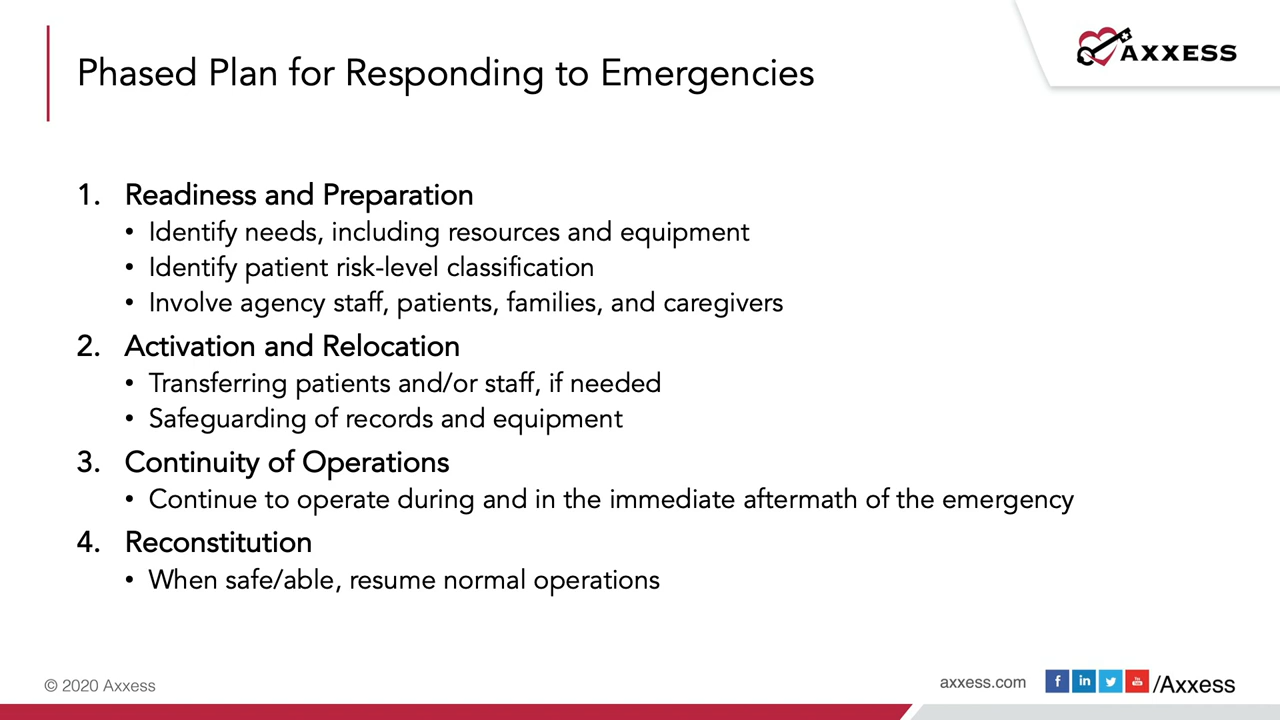 Phased Plan for Responding to Emergencies
AXXESS
1. Readiness and Preparation
• Identify needs, including resources and equipment
• Identify patient risk-level classification
• Involve agency staff, patients, families, and caregivers
2. Activation and Relocation
• Transferring patients and/or staff, if needed
• Safeguarding of records and equipment
3. Continuity of Operations
• Continue to operate during and in the immediate aftermath of the emergency
4. Reconstitution
• When safe/able, resume normal operations
© 2020 Axxess
axxess.com f in You Tube /Axxess